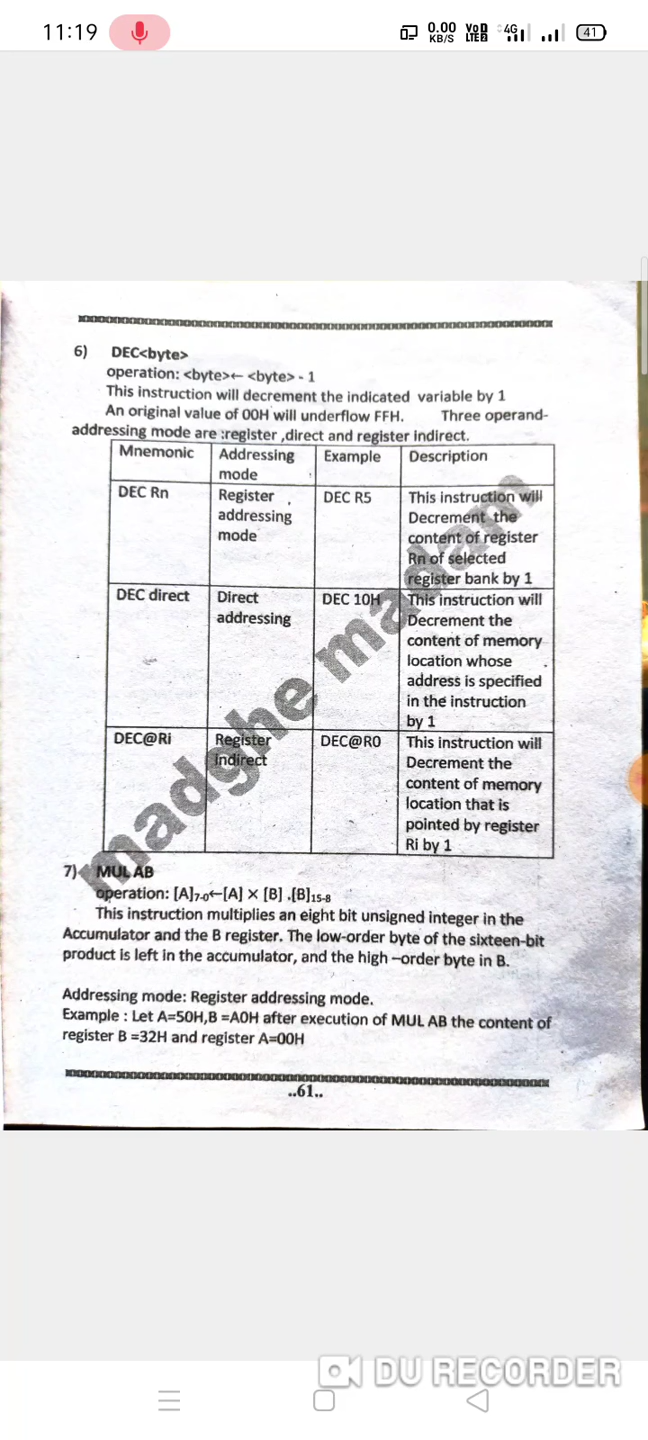 11:19
0.00
KB/S
VoD
LTE 2
4G
41
6) DEC<byte>
operation: <byte>← <byte> - 1
This instruction will decrement the indicated variable by 1
An original value of 00H will underflow FFH. Three operand-
addressing mode are :register ,direct and register indirect.
Mnemonic Addressing mode Example Description
DEC Rn Register addressing mode DEC R5 This instruction will
Decrement the
content of register
Rn of selected
register bank by 1
DEC direct Direct addressing DEC 10H This instruction will
Decrement the
content of memory
location whose
address is specified
in the instruction
by 1
DEC@Ri Register Indirect DEC@R0 This instruction will
Decrement the
content of memory
location that is
pointed by register
Ri by 1
madghe madam
7) MUL AB
operation: [A]7-0←[A] × [B] .[B]15-8
This instruction multiplies an eight bit unsigned integer in the
Accumulator and the B register. The low-order byte of the sixteen-bit
product is left in the accumulator, and the high –order byte in B.
Addressing mode: Register addressing mode.
Example : Let A=50H,B =A0H after execution of MUL AB the content of
register B =32H and register A=00H
..61..
DU RECORDER